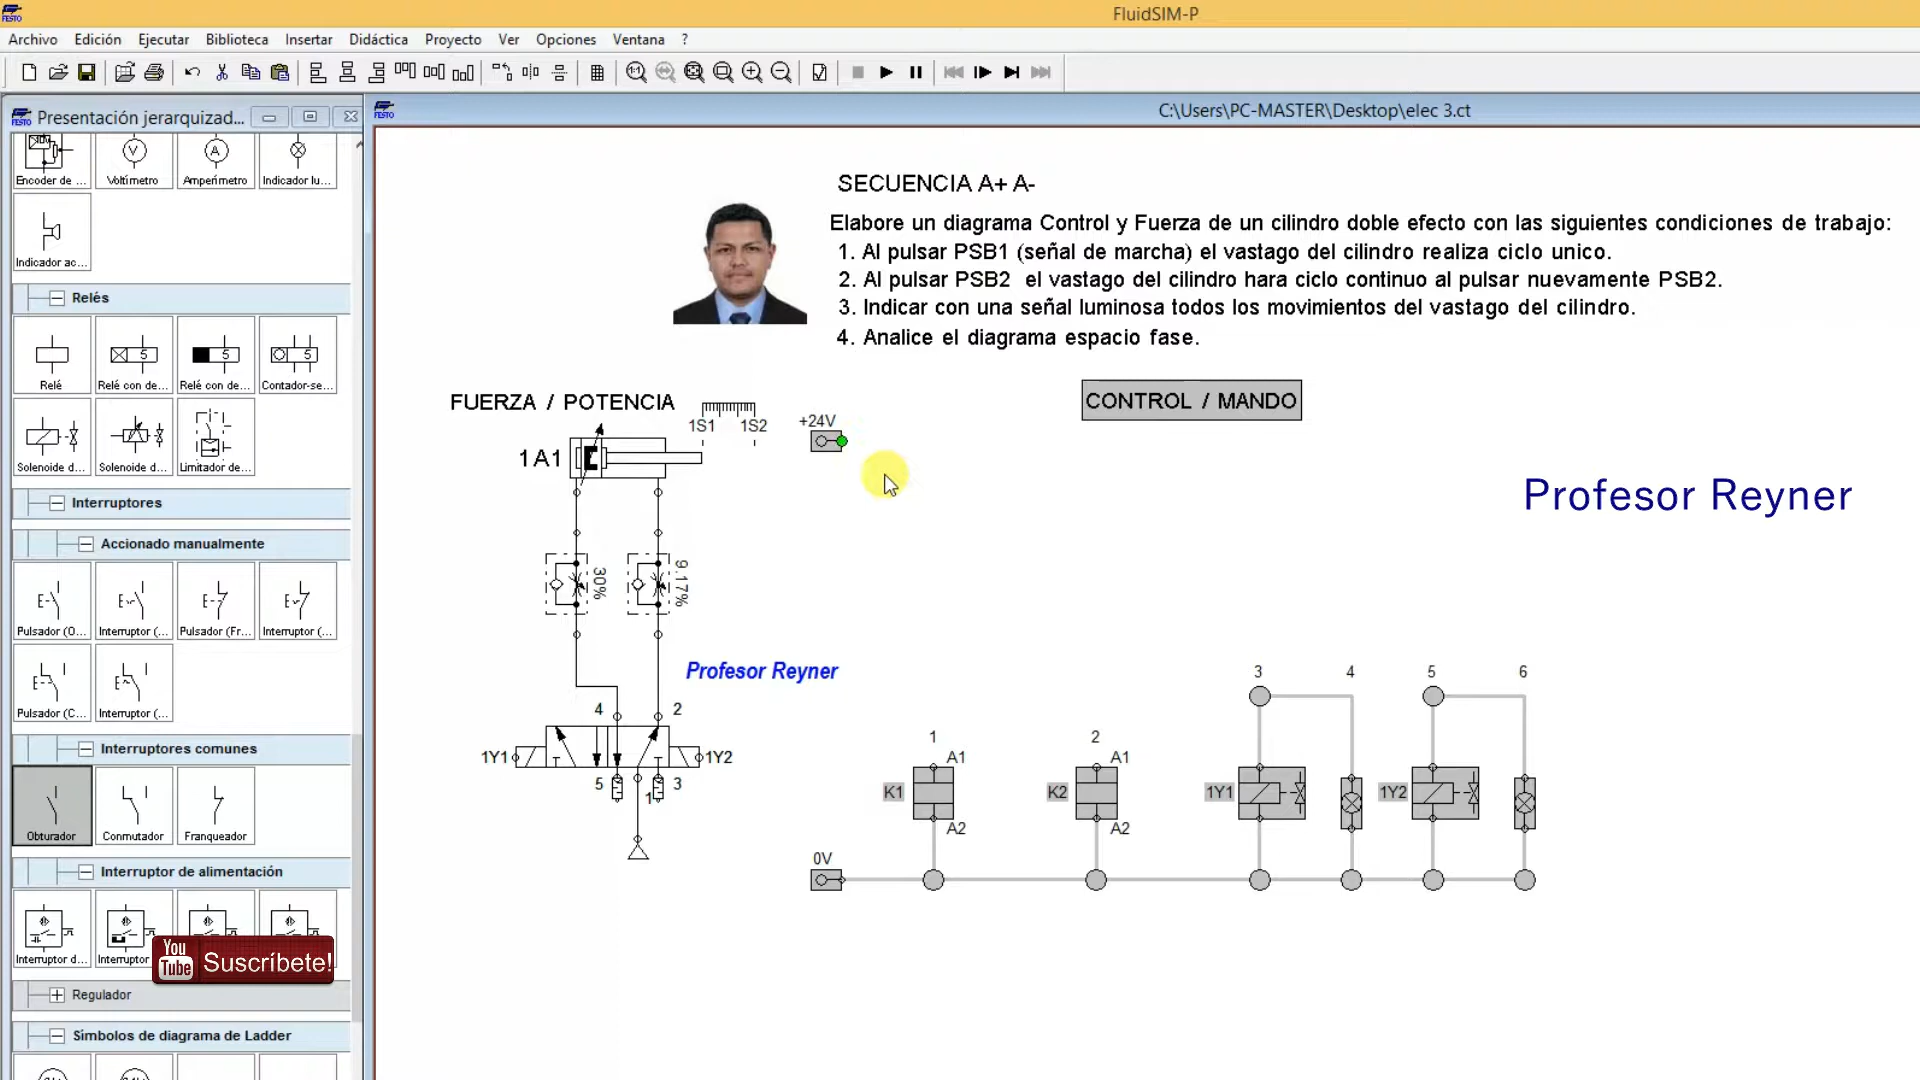 FluidSIM-P
FESTO
Archivo Edición Ejecutar Biblioteca Insertar Didáctica Proyecto Ver Opciones Ventana ?
1:1
Presentación jerarquizad...
C:\Users\PC-MASTER\Desktop\elec 3.ct
Encoder de ... Voltímetro Amperímetro Indicador lu...
Indicador ac...
Relés
Relé Relé con de... Relé con de... Contador-se...
Solenoide d... Solenoide d... Limitador de...
Interruptores
Accionado manualmente
Pulsador (O... Interruptor (... Pulsador (Fr... Interruptor (...
Pulsador (C... Interruptor (...
Interruptores comunes
Obturador Conmutador Franqueador
Interruptor de alimentación
Interruptor d... Interruptor
You Tube Suscríbete!
Regulador
Símbolos de diagrama de Ladder
SECUENCIA A+ A-
Elabore un diagrama Control y Fuerza de un cilindro doble efecto con las siguientes condiciones de trabajo:
1. Al pulsar PSB1 (señal de marcha) el vastago del cilindro realiza ciclo unico.
2. Al pulsar PSB2 el vastago del cilindro hara ciclo continuo al pulsar nuevamente PSB2.
3. Indicar con una señal luminosa todos los movimientos del vastago del cilindro.
4. Analice el diagrama espacio fase.
FUERZA / POTENCIA
CONTROL / MANDO
1S1 1S2
+24V
1A1
Profesor Reyner
30%
9.17%
Profesor Reyner
4 2
1Y1 1Y2
5 1 3
1 2 3 4 5 6
A1 A1
K1 K2 1Y1 1Y2
A2 A2
0V